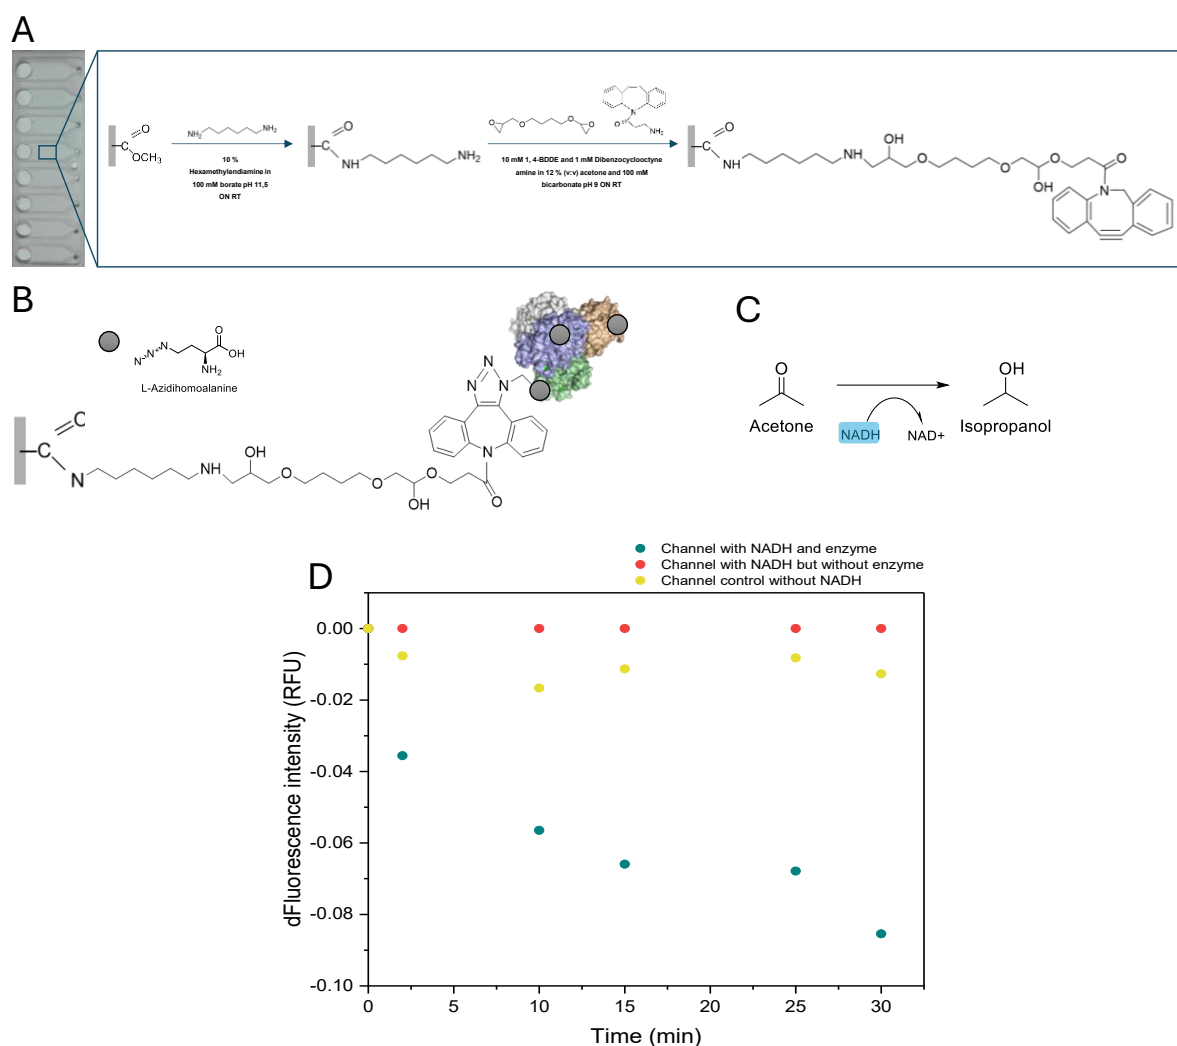 A
O
O
C
OCH3
NH2
NH2
10 %
Hexamethylendiamine in
100 mM borate pH 11,5
ON RT
O
C
NH
NH2
O
O
O
O
N
O
NH2
10 mM 1, 4-BDDE and 1 mM Dibenzocyclooctyne
amine in 12 % (v:v) acetone and 100 mM
bicarbonate pH 9 ON RT
O
C
NH
NH
OH
O
O
OH
O
O
N
B
N
N
N
O
OH
NH2
L-Azidihomoalanine
N
N
N
N
O
C
C
N
NH
OH
O
O
OH
O
O
C
O
Acetone
NADH
NAD+
OH
Isopropanol
D
Channel with NADH and enzyme
Channel with NADH but without enzyme
Channel control without NADH
dFluorescence intensity (RFU)
0.00
-0.02
-0.04
-0.06
-0.08
-0.10
0 5 10 15 20 25 30
Time (min)